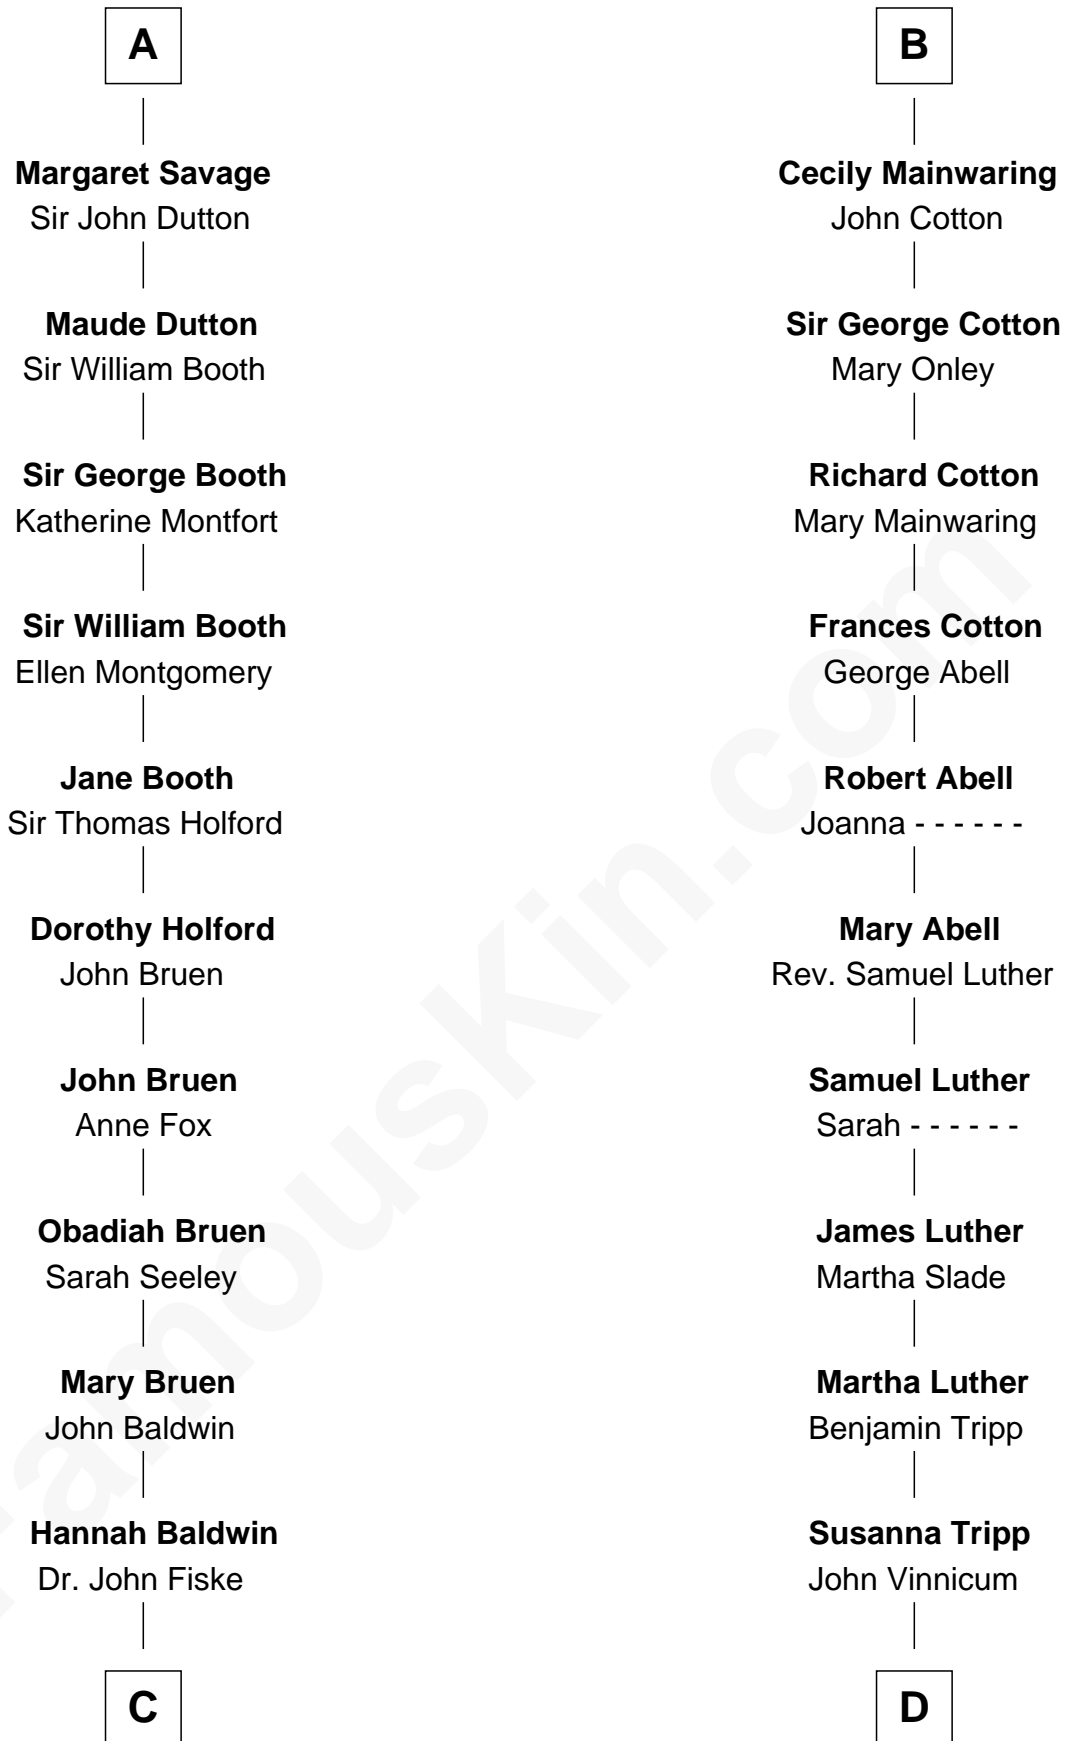 A
Margaret Savage
Sir John Dutton
Maude Dutton
Sir William Booth
Sir George Booth
Katherine Montfort
Sir William Booth
Ellen Montgomery
Jane Booth
Sir Thomas Holford
Dorothy Holford
John Bruen
John Bruen
Anne Fox
Obadiah Bruen
Sarah Seeley
Mary Bruen
John Baldwin
Hannah Baldwin
Dr. John Fiske
C
B
Cecily Mainwaring
John Cotton
Sir George Cotton
Mary Onley
Richard Cotton
Mary Mainwaring
Frances Cotton
George Abell
Robert Abell
Joanna - - - - - -
Mary Abell
Rev. Samuel Luther
Samuel Luther
Sarah - - - - - -
James Luther
Martha Slade
Martha Luther
Benjamin Tripp
Susanna Tripp
John Vinnicum
D
FamousKin.com